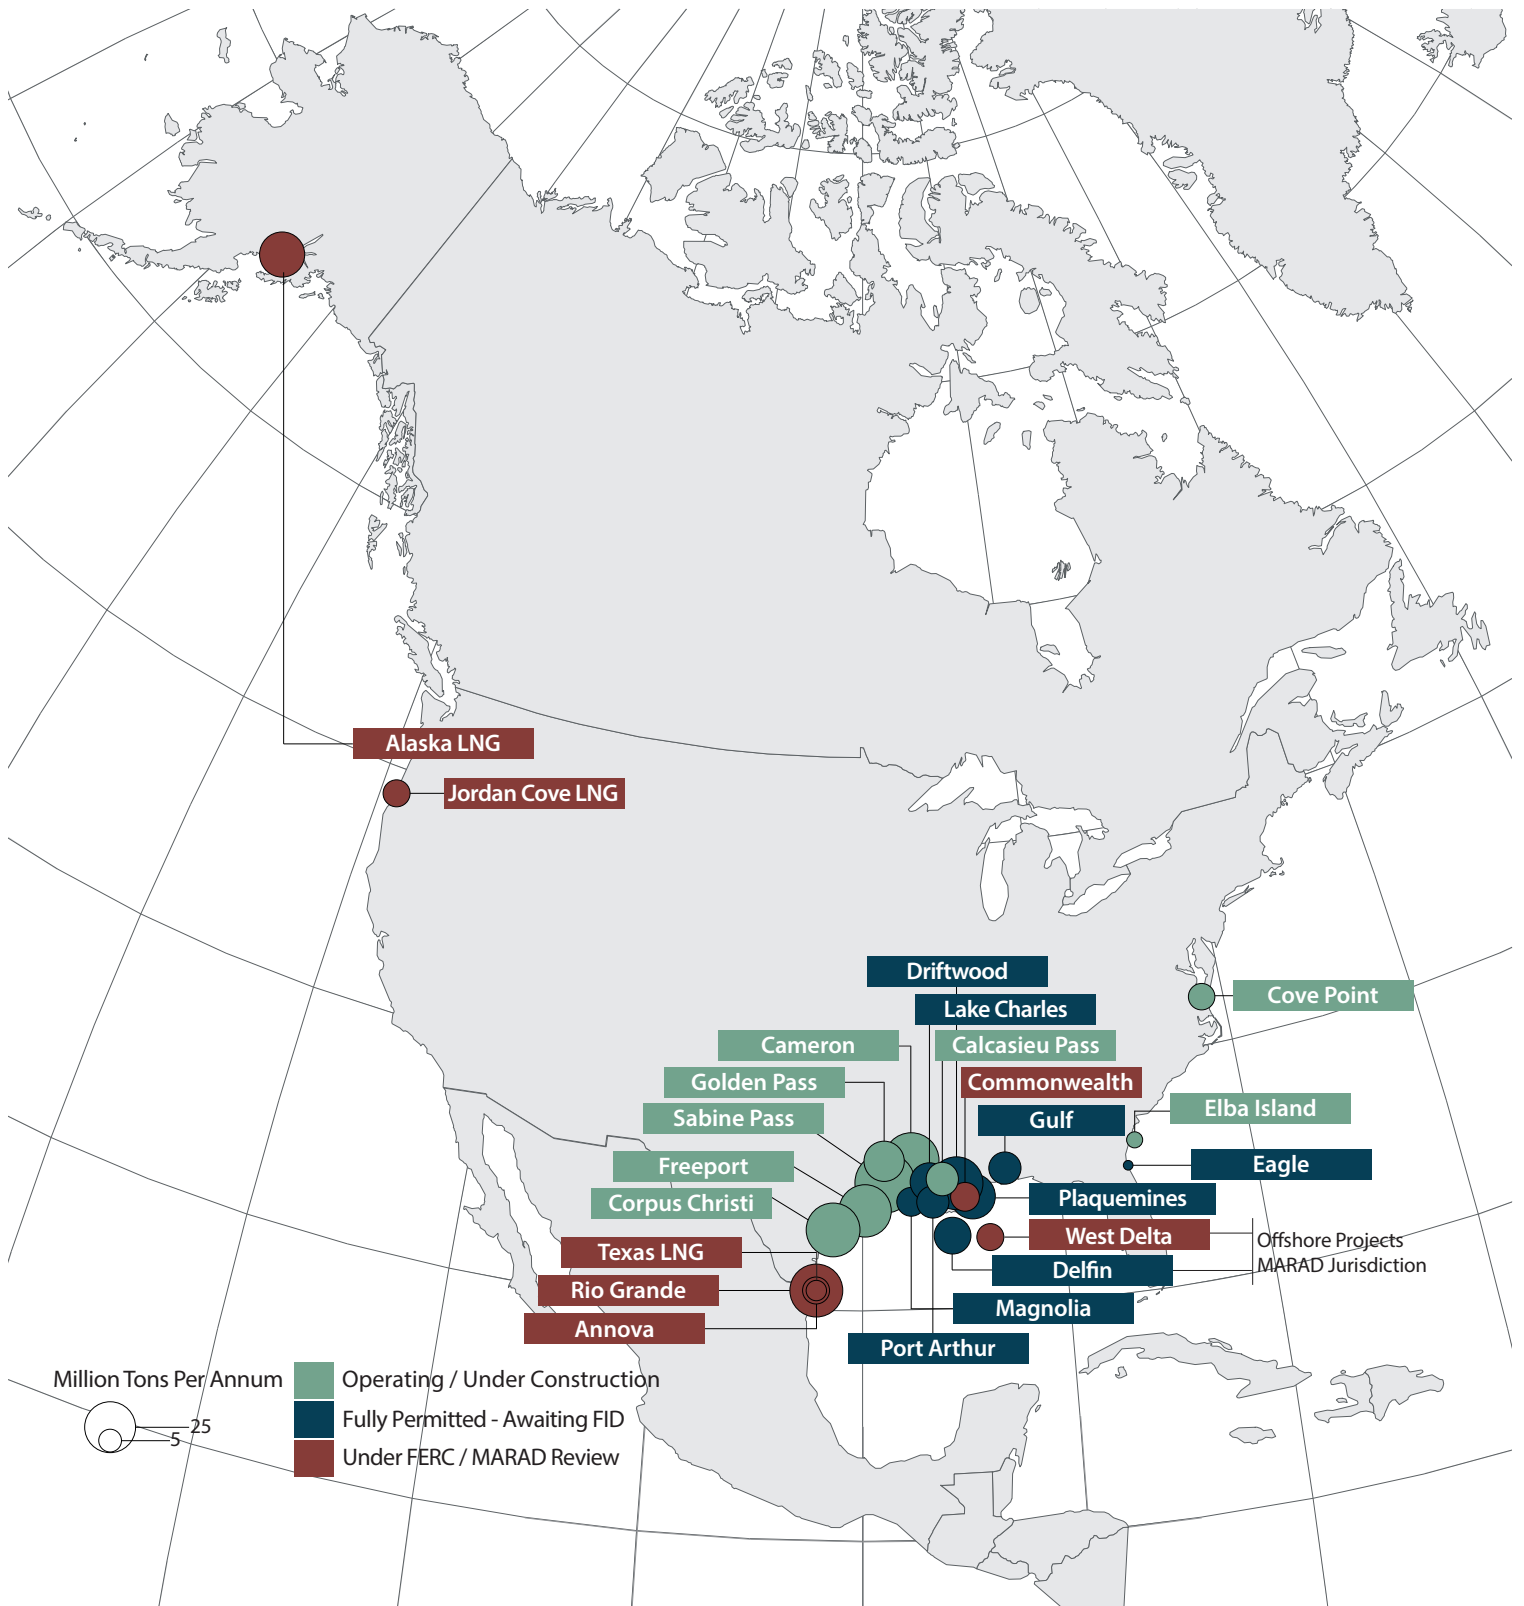 Alaska LNG
Jordan Cove LNG
Driftwood
Lake Charles
Cove Point
Cameron
Calcasieu Pass
Golden Pass
Commonwealth
Sabine Pass
Gulf
Elba Island
Freeport
Eagle
Corpus Christi
Plaquemines
Texas LNG
West Delta
Offshore Projects
MARAD Jurisdiction
Rio Grande
Delfin
Annova
Magnolia
Port Arthur
Million Tons Per Annum
25
5
Operating / Under Construction
Fully Permitted - Awaiting FID
Under FERC / MARAD Review